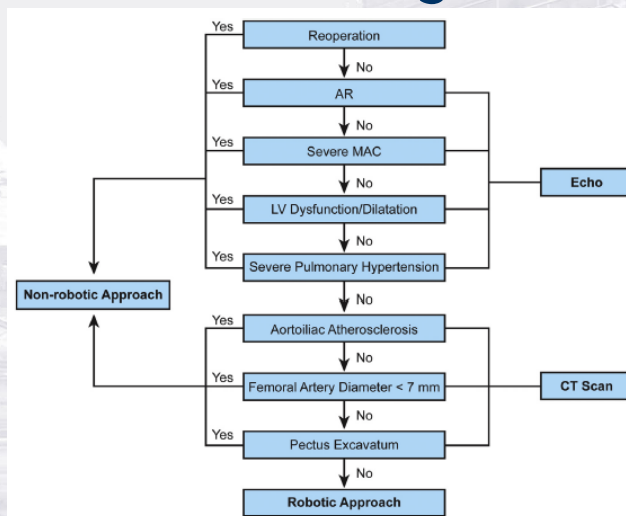 Yes
Reoperation
No
Yes
AR
No
Yes
Severe MAC
No
Echo
Yes
LV Dysfunction/Dilatation
No
Yes
Severe Pulmonary Hypertension
Non-robotic Approach
No
Yes
Aortoiliac Atherosclerosis
No
Yes
Femoral Artery Diameter < 7 mm
CT Scan
No
Yes
Pectus Excavatum
No
Robotic Approach